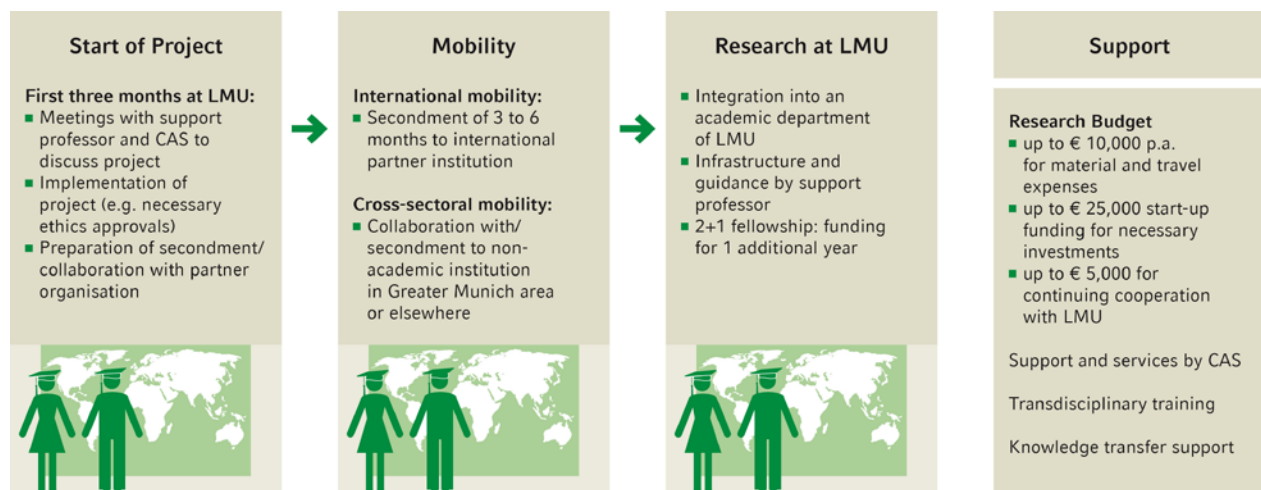 Start of Project
First three months at LMU:
Meetings with support
professor and CAS to
discuss project
Implementation of
project (e.g. necessary
ethics approvals)
Preparation of secondment/
collaboration with partner
organisation
Mobility
International mobility:
Secondment of 3 to 6
months to international
partner institution
Cross-sectoral mobility:
Collaboration with/
secondment to non-
academic institution
in Greater Munich area
or elsewhere
Research at LMU
Integration into an
academic department
of LMU
Infrastructure and
guidance by support
professor
2+1 fellowship: funding
for 1 additional year
Support
Research Budget
up to € 10,000 p.a.
for material and travel
expenses
up to € 25,000 start-up
funding for necessary
investments
up to € 5,000 for
continuing cooperation
with LMU
Support and services by CAS
Transdisciplinary training
Knowledge transfer support